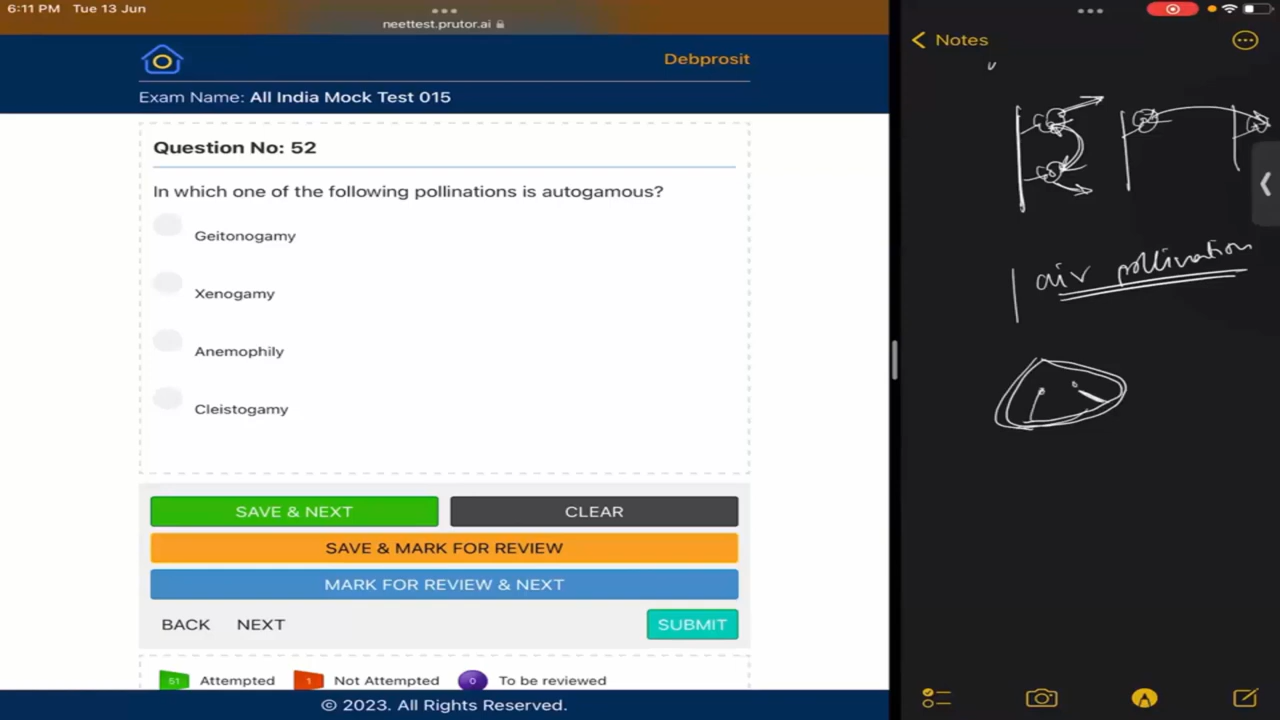 6:11 PM Tue 13 Jun
neettest.prutor.ai
Debprosit
Exam Name: All India Mock Test 015
Question No: 52
In which one of the following pollinations is autogamous?
Geitonogamy
Xenogamy
Anemophily
Cleistogamy
SAVE & NEXT
CLEAR
SAVE & MARK FOR REVIEW
MARK FOR REVIEW & NEXT
BACK
NEXT
SUBMIT
51 Attempted
1 Not Attempted
0 To be reviewed
© 2023. All Rights Reserved.
Notes
air pollination